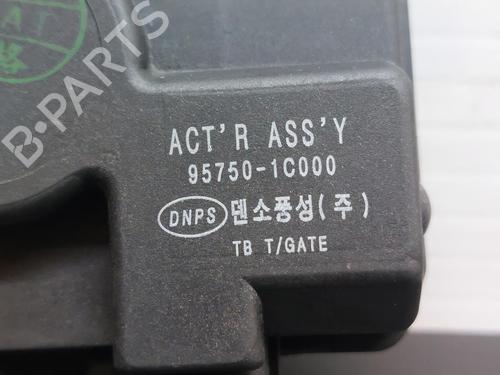 B-PARTS
ACT'R ASS'Y
95750-1C000
DNPS 덴소풍성(주)
TB T/GATE